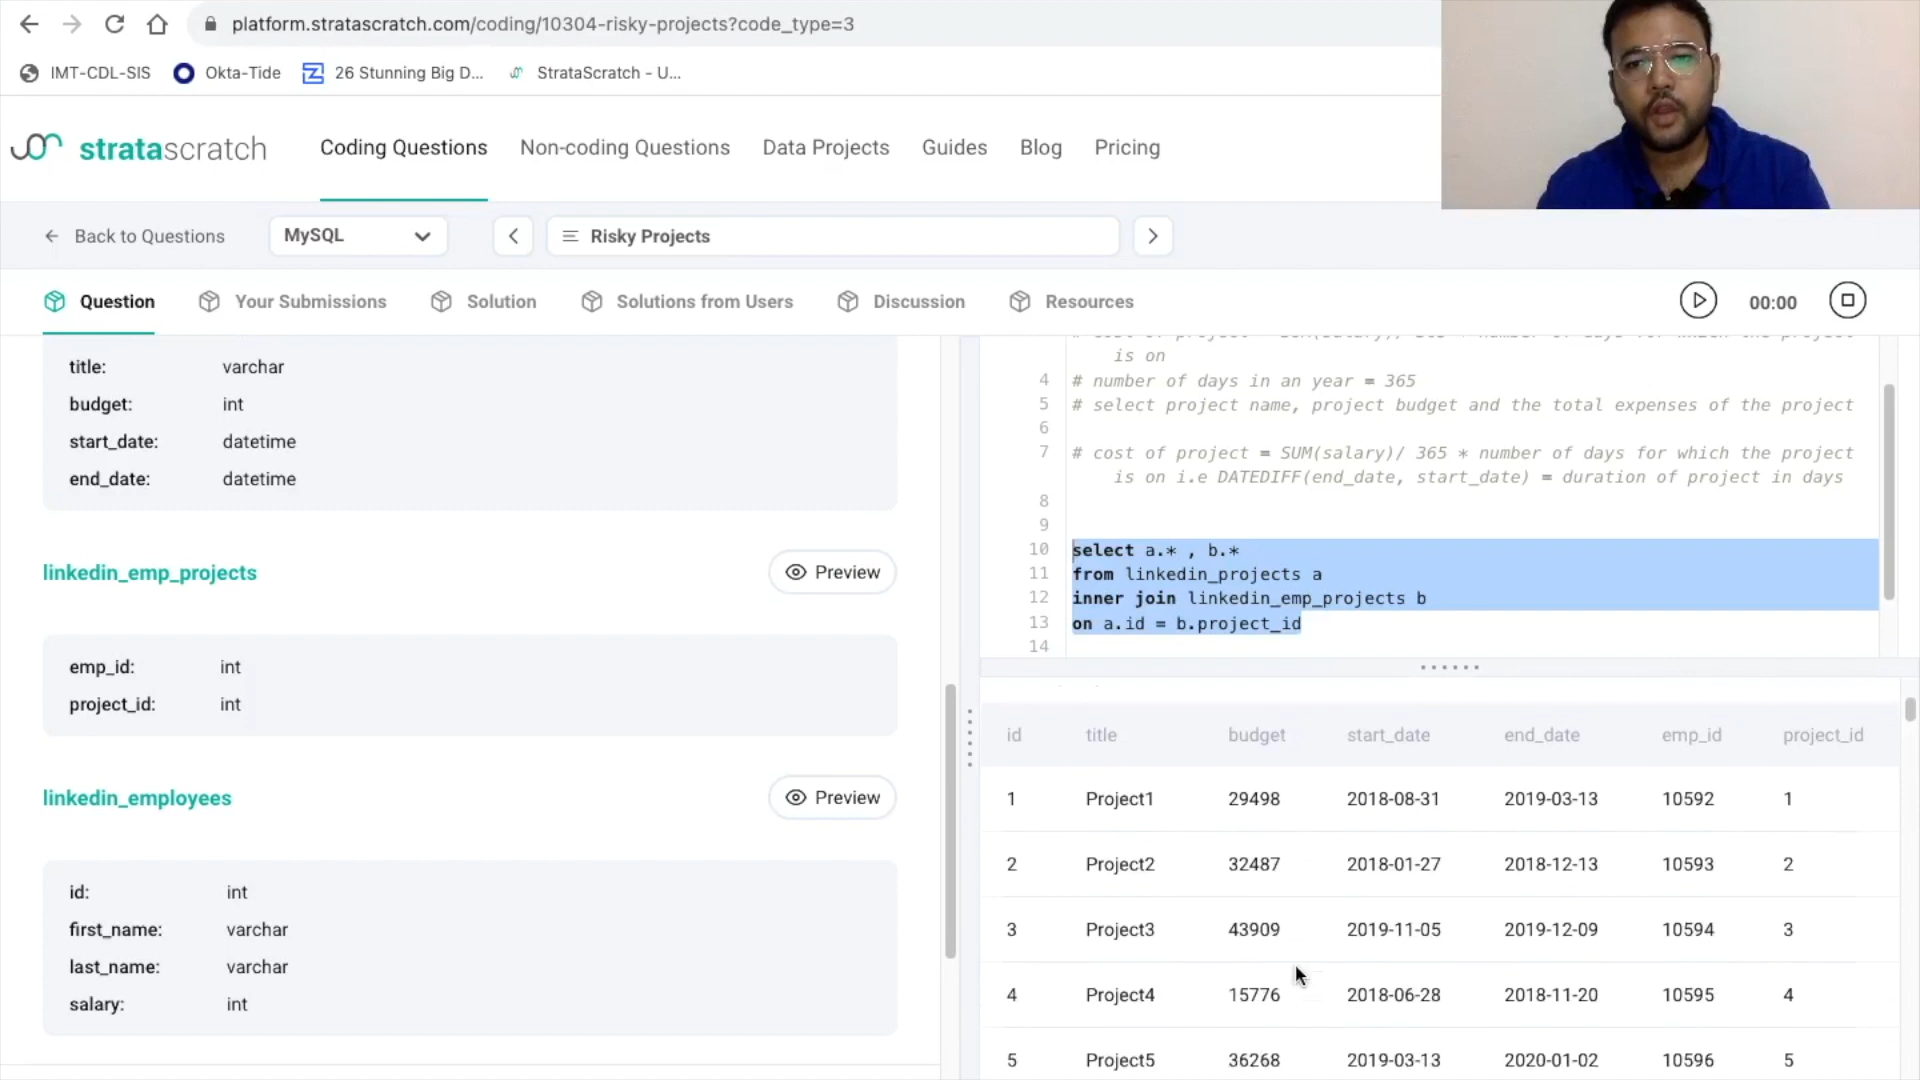 platform.stratascratch.com/coding/10304-risky-projects?code_type=3
IMT-CDL-SIS Okta-Tide 26 Stunning Big D... StrataScratch - U...
stratascratch Coding Questions Non-coding Questions Data Projects Guides Blog Pricing
Back to Questions MySQL Risky Projects
Question Your Submissions Solution Solutions from Users Discussion Resources 00:00
title: varchar
budget: int
start_date: datetime
end_date: datetime
linkedin_emp_projects Preview
emp_id: int
project_id: int
linkedin_employees Preview
id: int
first_name: varchar
last_name: varchar
salary: int
is on
4 # number of days in an year = 365
5 # select project name, project budget and the total expenses of the project
6
7 # cost of project = SUM(salary)/ 365 * number of days for which the project
is on i.e DATEDIFF(end_date, start_date) = duration of project in days
8
9
10 select a.* , b.*
11 from linkedin_projects a
12 inner join linkedin_emp_projects b
13 on a.id = b.project_id
14
id title budget start_date end_date emp_id project_id
1 Project1 29498 2018-08-31 2019-03-13 10592 1
2 Project2 32487 2018-01-27 2018-12-13 10593 2
3 Project3 43909 2019-11-05 2019-12-09 10594 3
4 Project4 15776 2018-06-28 2018-11-20 10595 4
5 Project5 36268 2019-03-13 2020-01-02 10596 5